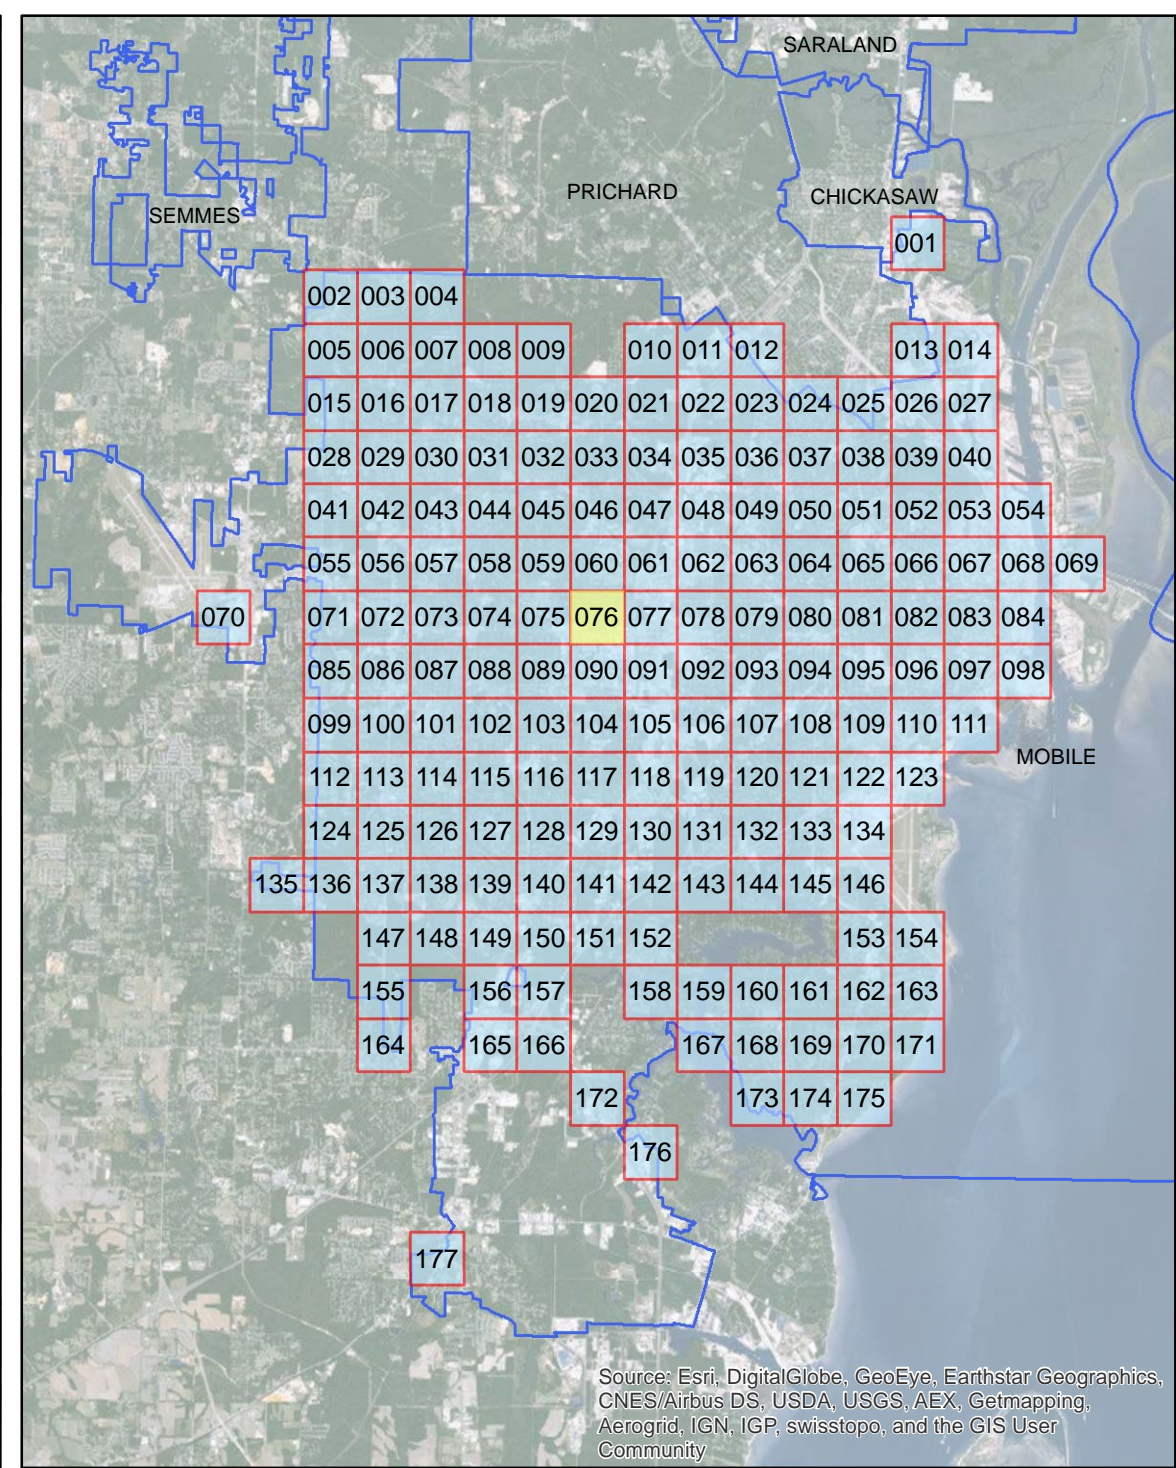 SARALAND
PRICHARD
CHICKASAW
SEMMES
001
002 003 004
005 006 007 008 009 010 011 012 013 014
015 016 017 018 019 020 021 022 023 024 025 026 027
028 029 030 031 032 033 034 035 036 037 038 039 040
041 042 043 044 045 046 047 048 049 050 051 052 053 054
055 056 057 058 059 060 061 062 063 064 065 066 067 068 069
070 071 072 073 074 075 076 077 078 079 080 081 082 083 084
085 086 087 088 089 090 091 092 093 094 095 096 097 098
099 100 101 102 103 104 105 106 107 108 109 110 111
MOBILE
112 113 114 115 116 117 118 119 120 121 122 123
124 125 126 127 128 129 130 131 132 133 134
135 136 137 138 139 140 141 142 143 144 145 146
147 148 149 150 151 152 153 154
155 156 157 158 159 160 161 162 163
164 165 166 167 168 169 170 171
172 173 174 175
176
177
Source: Esri, DigitalGlobe, GeoEye, Earthstar Geographics,
CNES/Airbus DS, USDA, USGS, AEX, Getmapping,
Aerogrid, IGN, IGP, swisstopo, and the GIS User
Community